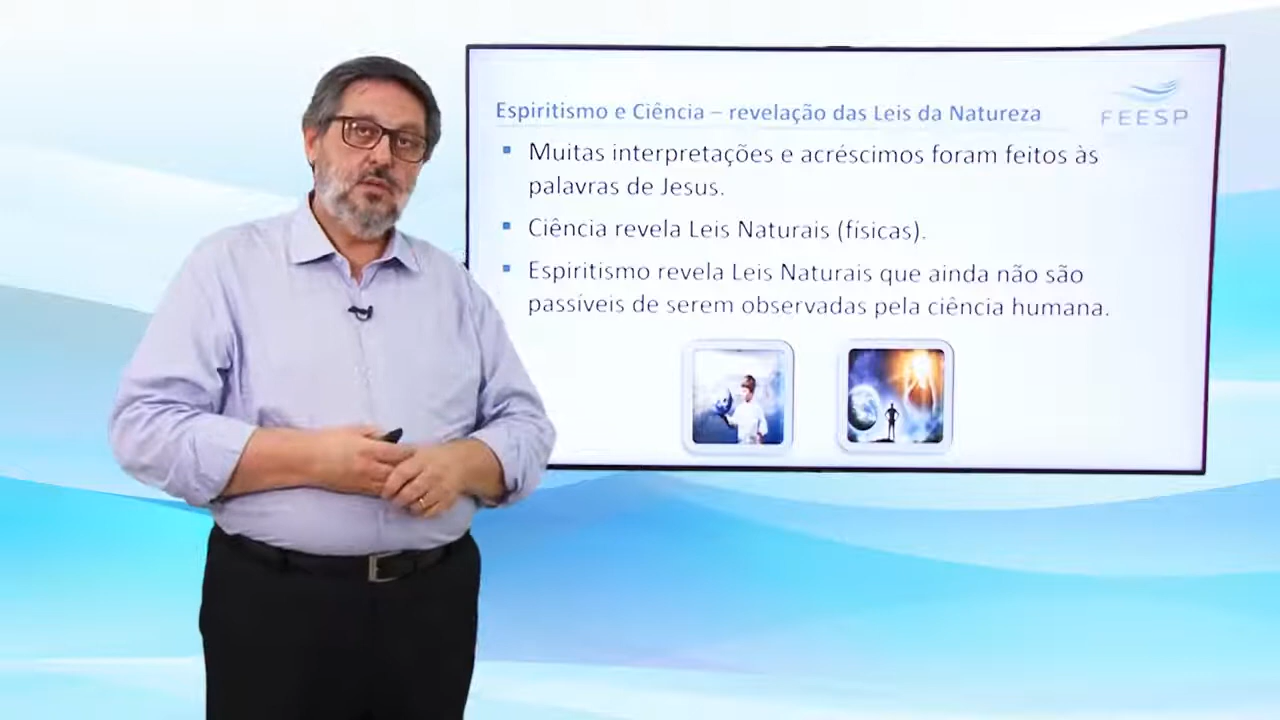 Espiritismo e Ciência – revelação das Leis da Natureza
FEESP
Muitas interpretações e acréscimos foram feitos às
palavras de Jesus.
Ciência revela Leis Naturais (físicas).
Espiritismo revela Leis Naturais que ainda não são
passíveis de serem observadas pela ciência humana.